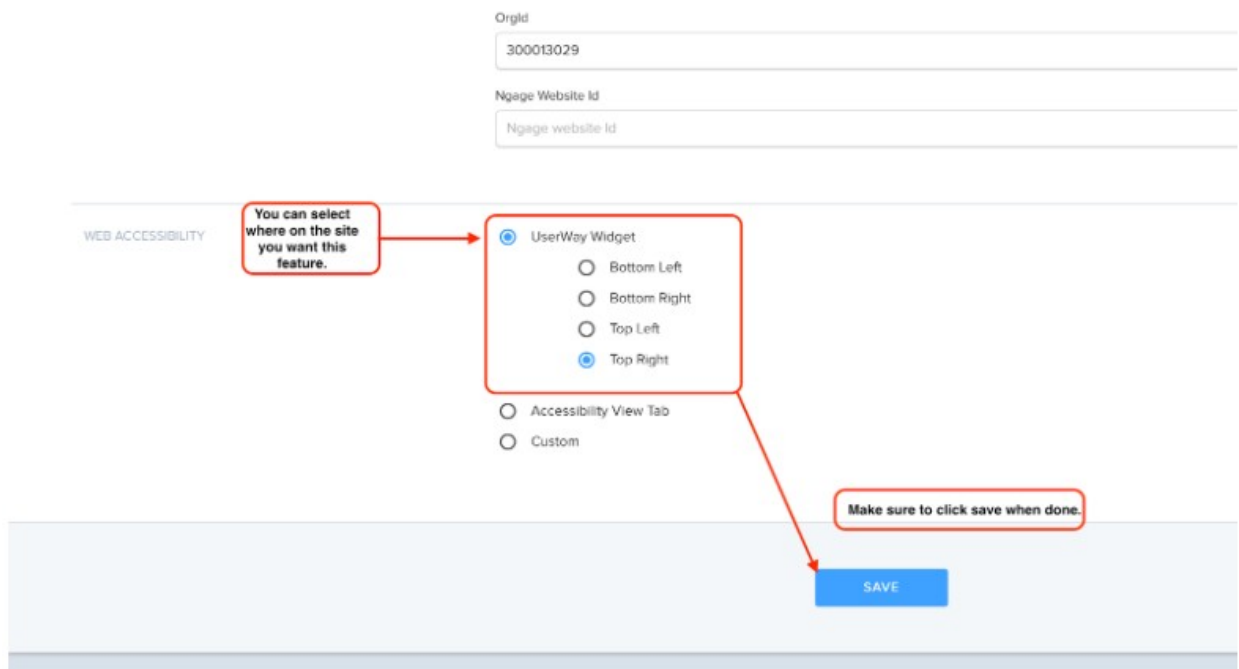 OrgId
300013029
Ngage Website Id
Ngage website Id
WEB ACCESSIBILITY
You can select
where on the site
you want this
feature.
UserWay Widget
Bottom Left
Bottom Right
Top Left
Top Right
Accessibility View Tab
Custom
Make sure to click save when done.
SAVE